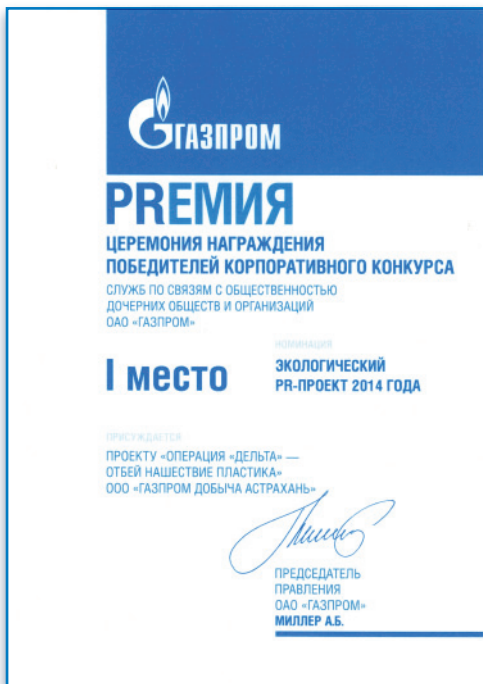 ГАЗПРОМ
PRЕМИЯ
ЦЕРЕМОНИЯ НАГРАЖДЕНИЯ
ПОБЕДИТЕЛЕЙ КОРПОРАТИВНОГО КОНКУРСА
СЛУЖБ ПО СВЯЗЯМ С ОБЩЕСТВЕННОСТЬЮ
ДОЧЕРНИХ ОБЩЕСТВ И ОРГАНИЗАЦИЙ
ОАО «ГАЗПРОМ»
I место
НОМИНАЦИЯ
ЭКОЛОГИЧЕСКИЙ
PR-ПРОЕКТ 2014 ГОДА
ПРИСУЖДАЕТСЯ
ПРОЕКТУ «ОПЕРАЦИЯ «ДЕЛЬТА» —
ОТБЕЙ НАШЕСТВИЕ ПЛАСТИКА»
ООО «ГАЗПРОМ ДОБЫЧА АСТРАХАНЬ»
ПРЕДСЕДАТЕЛЬ
ПРАВЛЕНИЯ
ОАО «ГАЗПРОМ»
МИЛЛЕР А.Б.